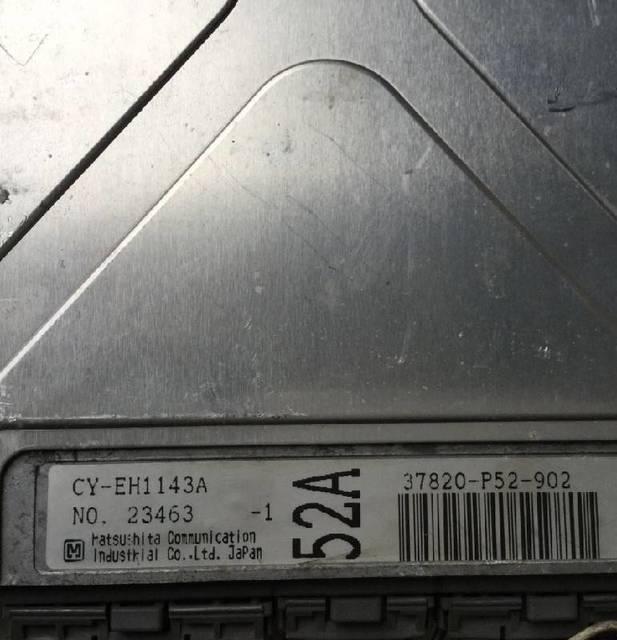 CY-EH1143A
NO. 23463 -1
M Matsushita Communication
Industrial Co.,Ltd. JaPan
52A
37820-P52-902